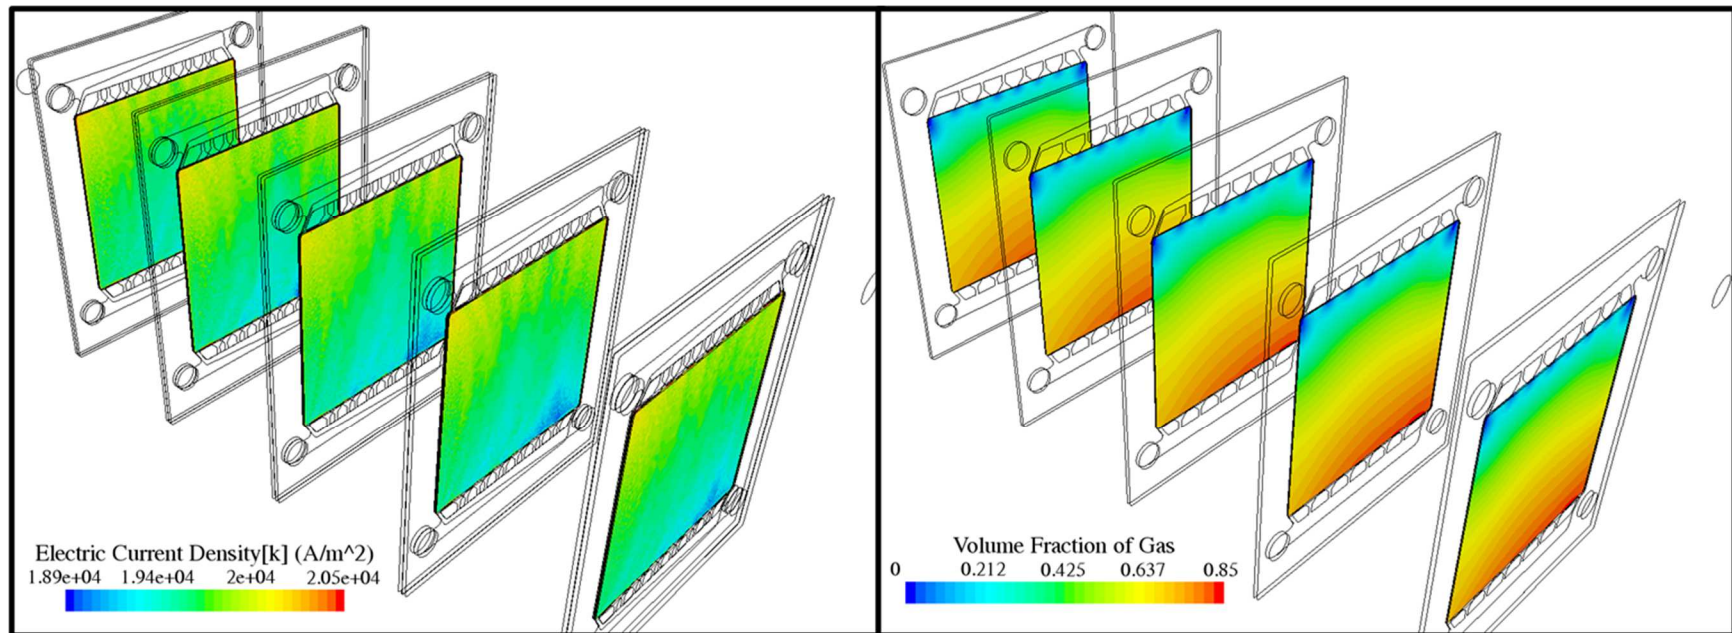 Electric Current Density[k] (A/m^2)
1.89e+04 1.94e+04 2e+04 2.05e+04
Volume Fraction of Gas
0 0.212 0.425 0.637 0.85